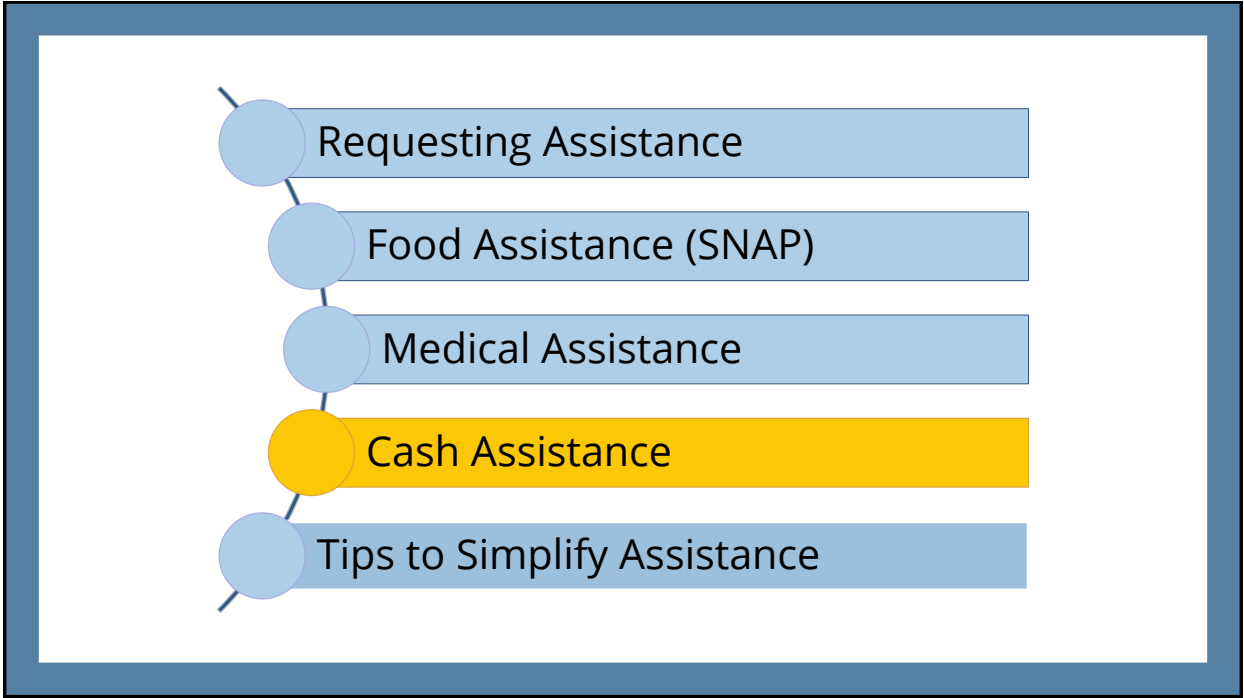 Requesting Assistance
Food Assistance (SNAP)
Medical Assistance
Cash Assistance
Tips to Simplify Assistance